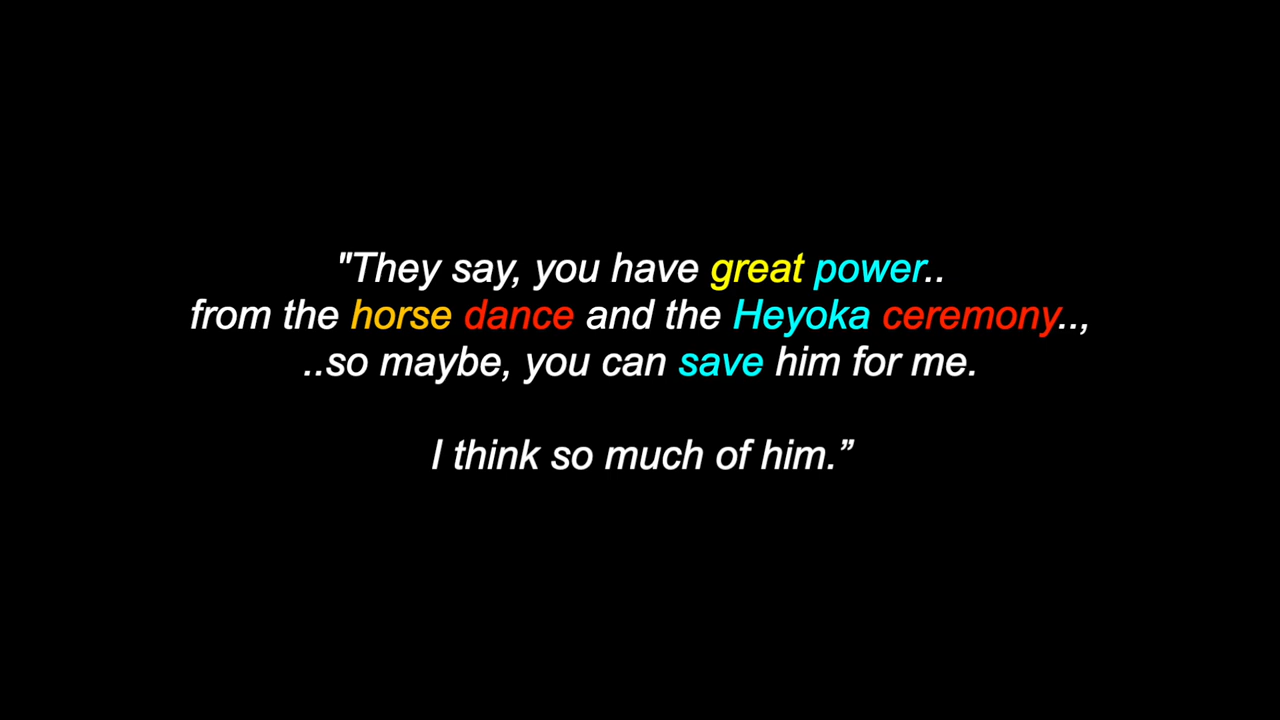 "They say, you have great power..
from the horse dance and the Heyoka ceremony..,
..so maybe, you can save him for me.
I think so much of him.”